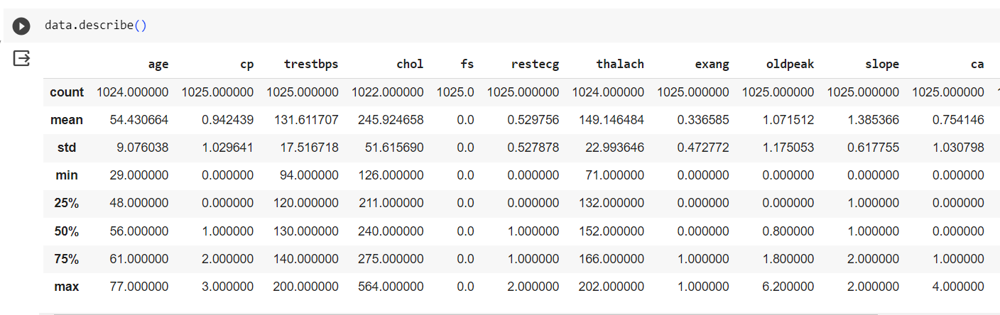 data.describe()
age cp trestbps chol fs restecg thalach exang oldpeak slope ca
count 1024.000000 1025.000000 1025.000000 1022.000000 1025.0 1025.000000 1024.000000 1025.000000 1025.000000 1025.000000 1025.000000
mean 54.430664 0.942439 131.611707 245.924658 0.0 0.529756 149.146484 0.336585 1.071512 1.385366 0.754146
std 9.076038 1.029641 17.516718 51.615690 0.0 0.527878 22.993646 0.472772 1.175053 0.617755 1.030798
min 29.000000 0.000000 94.000000 126.000000 0.0 0.000000 71.000000 0.000000 0.000000 0.000000 0.000000
25% 48.000000 0.000000 120.000000 211.000000 0.0 0.000000 132.000000 0.000000 0.000000 1.000000 0.000000
50% 56.000000 1.000000 130.000000 240.000000 0.0 1.000000 152.000000 0.000000 0.800000 1.000000 0.000000
75% 61.000000 2.000000 140.000000 275.000000 0.0 1.000000 166.000000 1.000000 1.800000 2.000000 1.000000
max 77.000000 3.000000 200.000000 564.000000 0.0 2.000000 202.000000 1.000000 6.200000 2.000000 4.000000